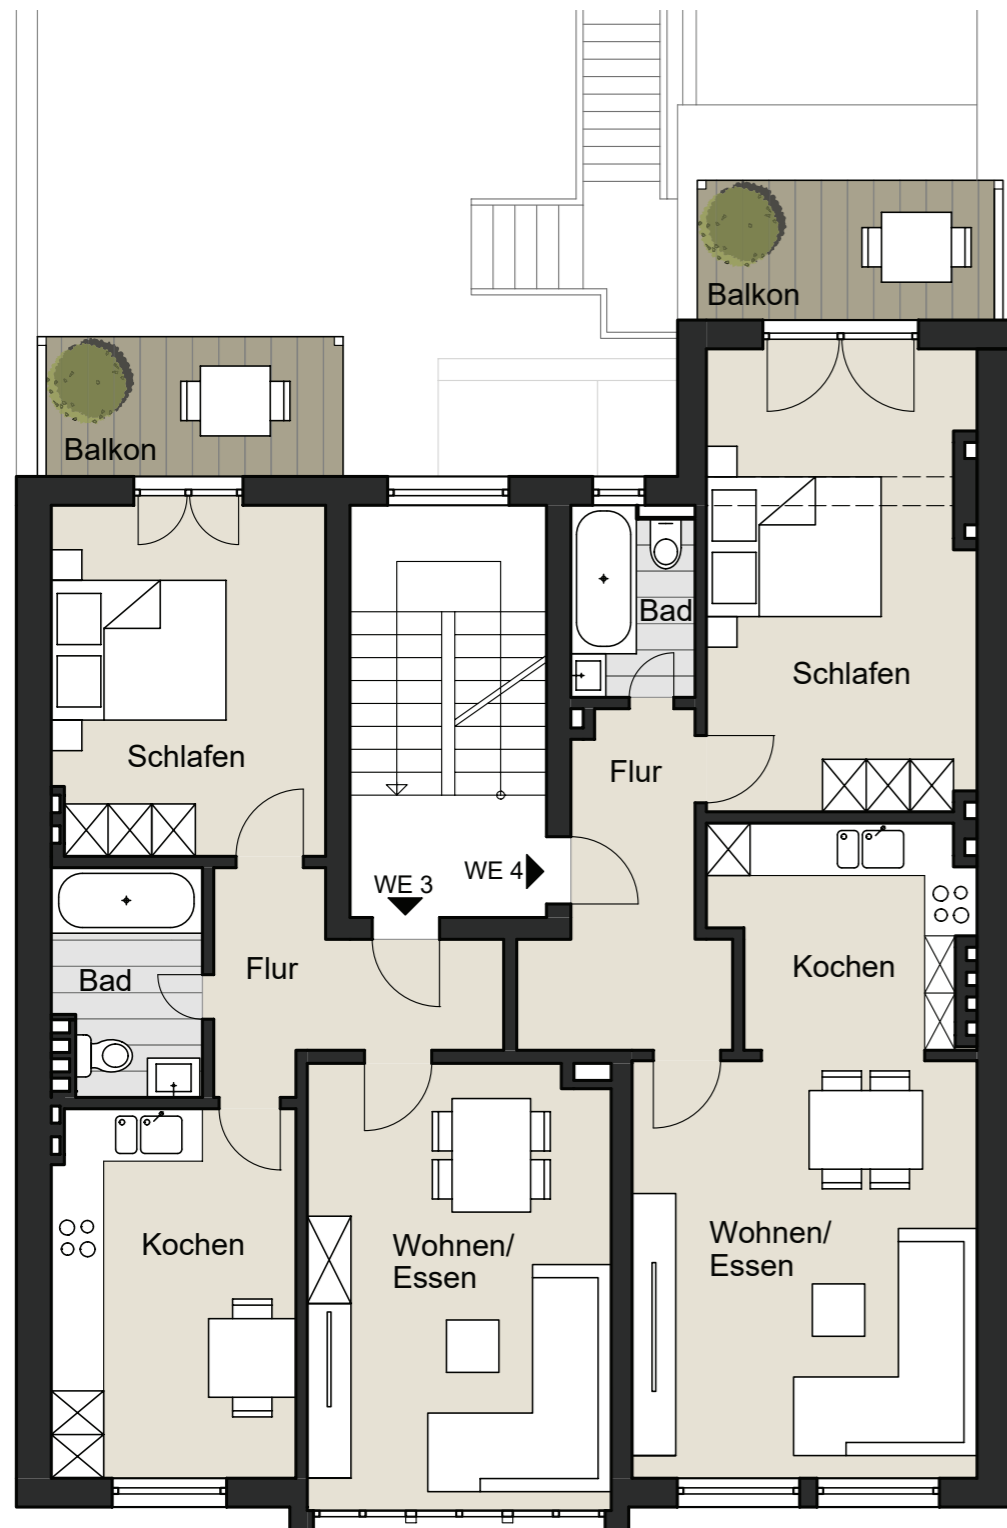 Balkon
Balkon
Bad
Schlafen
Schlafen
Flur
WE 4
WE 3
Kochen
Flur
Bad
Wohnen/
Essen
Kochen
Wohnen/
Essen